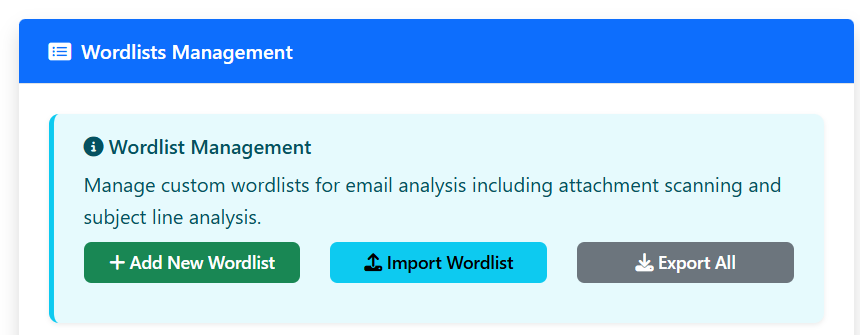 Wordlists Management
Wordlist Management
Manage custom wordlists for email analysis including attachment scanning and
subject line analysis.
Add New Wordlist
Import Wordlist
Export All